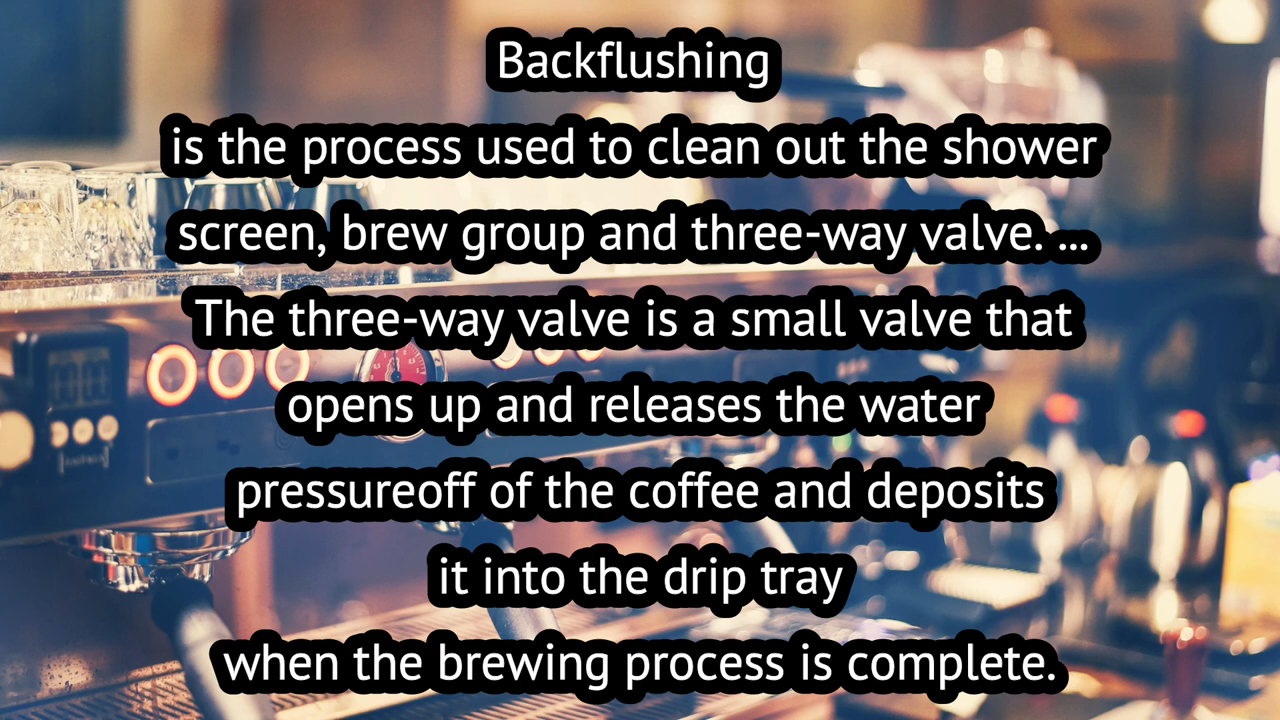 Backflushing
is the process used to clean out the shower
screen, brew group and three-way valve. ...
The three-way valve is a small valve that
opens up and releases the water
pressureoff of the coffee and deposits
it into the drip tray
when the brewing process is complete.